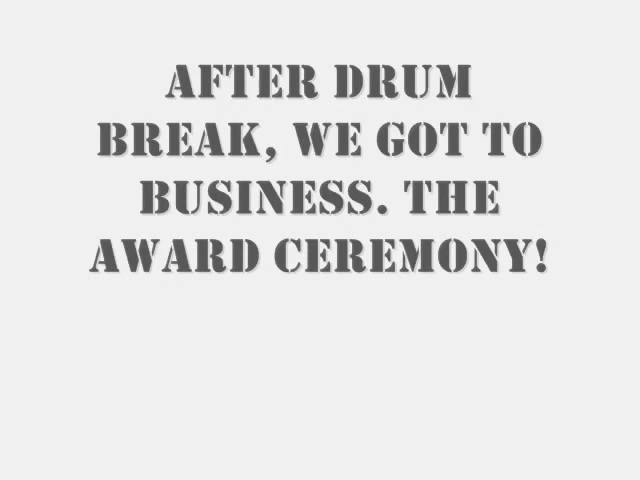 AFTER DRUM
BREAK, WE GOT TO
BUSINESS. THE
AWARD CEREMONY!